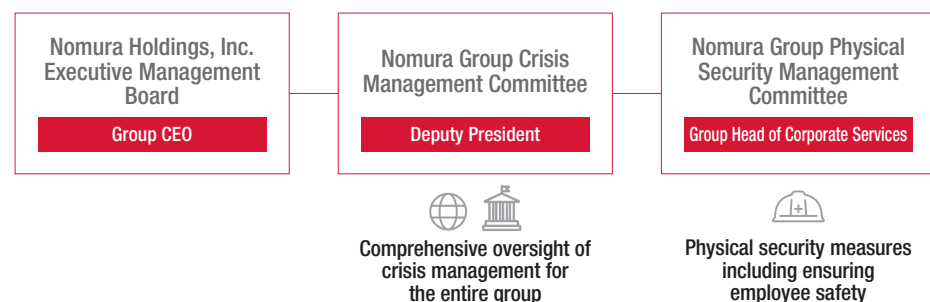 Nomura Holdings, Inc.
Executive Management
Board
Group CEO
Nomura Group Crisis
Management Committee
Deputy President
Comprehensive oversight of
crisis management for
the entire group
Nomura Group Physical
Security Management
Committee
Group Head of Corporate Services
Physical security measures
including ensuring
employee safety